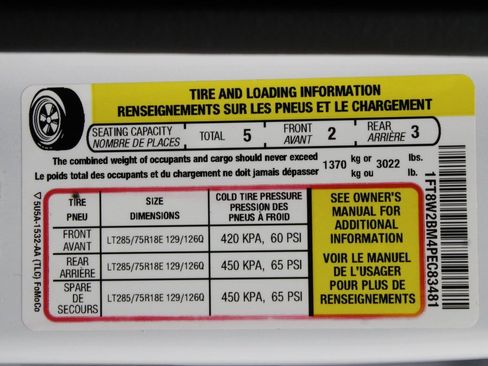 TIRE AND LOADING INFORMATION
RENSEIGNEMENTS SUR LES PNEUS ET LE CHARGEMENT
SEATING CAPACITY
NOMBRE DE PLACES
TOTAL 5
FRONT
AVANT 2
REAR
ARRIÈRE 3
The combined weight of occupants and cargo should never exceed 1370 kg or 3022 lbs.
Le poids total des occupants et du chargement ne doit jamais dépasser kg ou lb.
TIRE
PNEU
SIZE
DIMENSIONS
COLD TIRE PRESSURE
PRESSION DES
PNEUS À FROID
FRONT
AVANT
LT285/75R18E 129/126Q
420 KPA, 60 PSI
REAR
ARRIÈRE
LT285/75R18E 129/126Q
450 KPA, 65 PSI
SPARE
DE
SECOURS
LT285/75R18E 129/126Q
450 KPA, 65 PSI
SEE OWNER'S
MANUAL FOR
ADDITIONAL
INFORMATION
VOIR LE MANUEL
DE L'USAGER
POUR PLUS DE
RENSEIGNEMENTS
1FT8W2BM4PEC83481
5U5A-1532-AA (TLC) FoMoCo